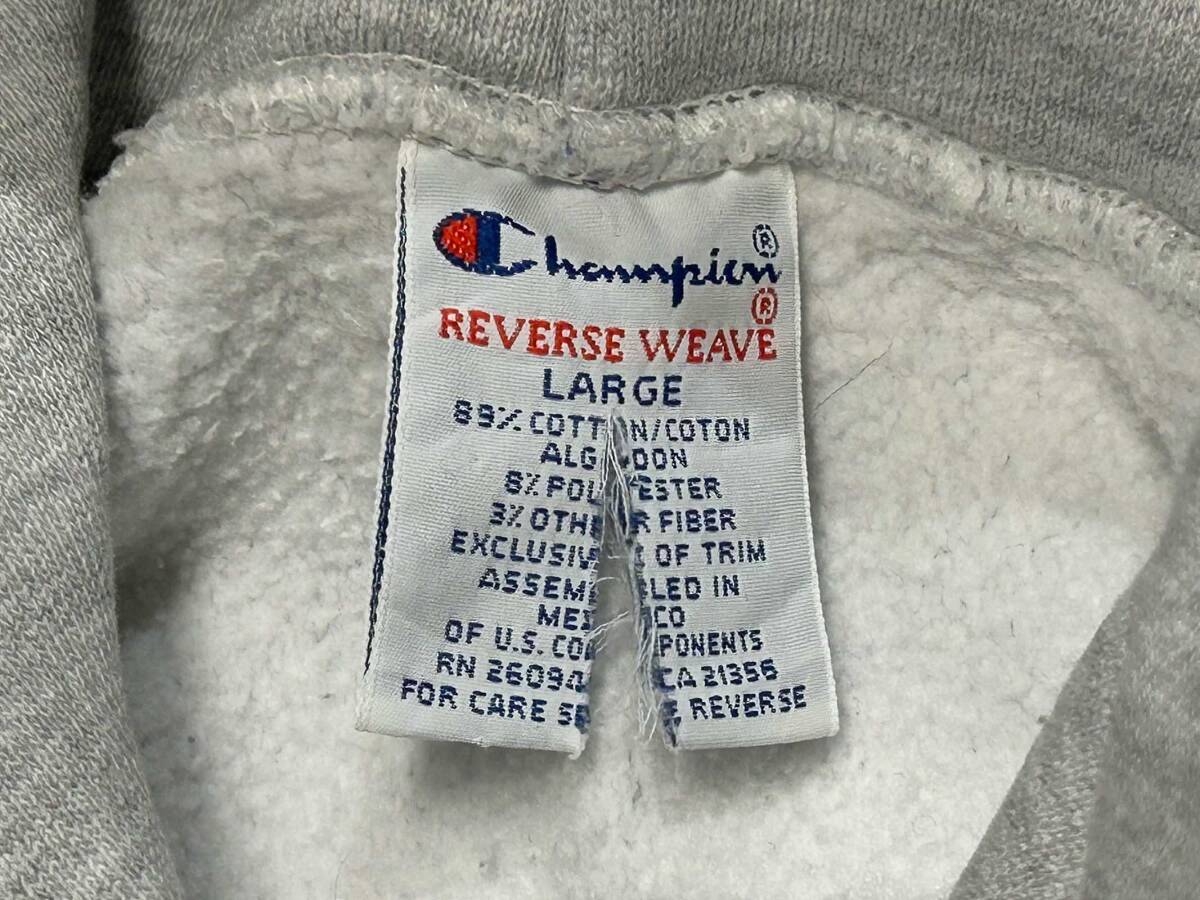 Champion®
REVERSE WEAVE®
LARGE
89% COTTON/COTON
ALGODON
8% POLYESTER
3% OTHER FIBER
EXCLUSIVE OF TRIM
ASSEMBLED IN
MEXICO
OF U.S. COMPONENTS
RN 26094 CA 21356
FOR CARE SEE REVERSE